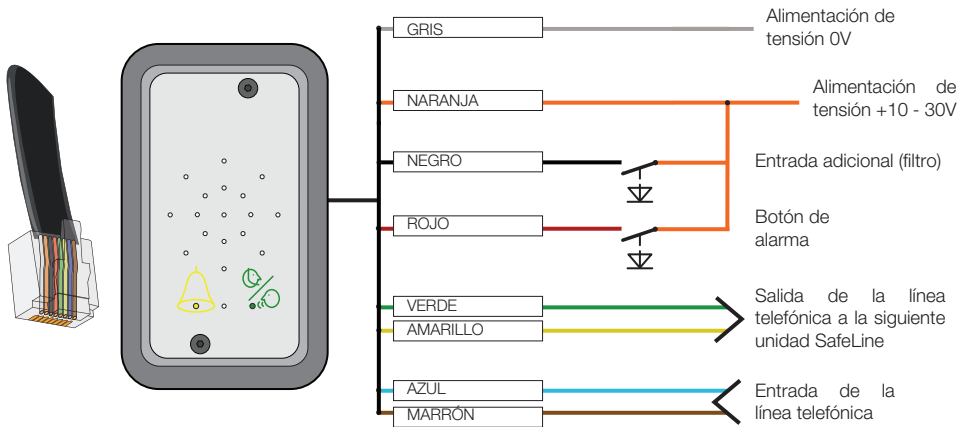 GRIS
Alimentación de
tensión 0V
NARANJA
Alimentación de
tensión +10 - 30V
NEGRO
Entrada adicional (filtro)
ROJO
Botón de
alarma
VERDE
AMARILLO
Salida de la línea
telefónica a la siguiente
unidad SafeLine
AZUL
MARRÓN
Entrada de la
línea telefónica